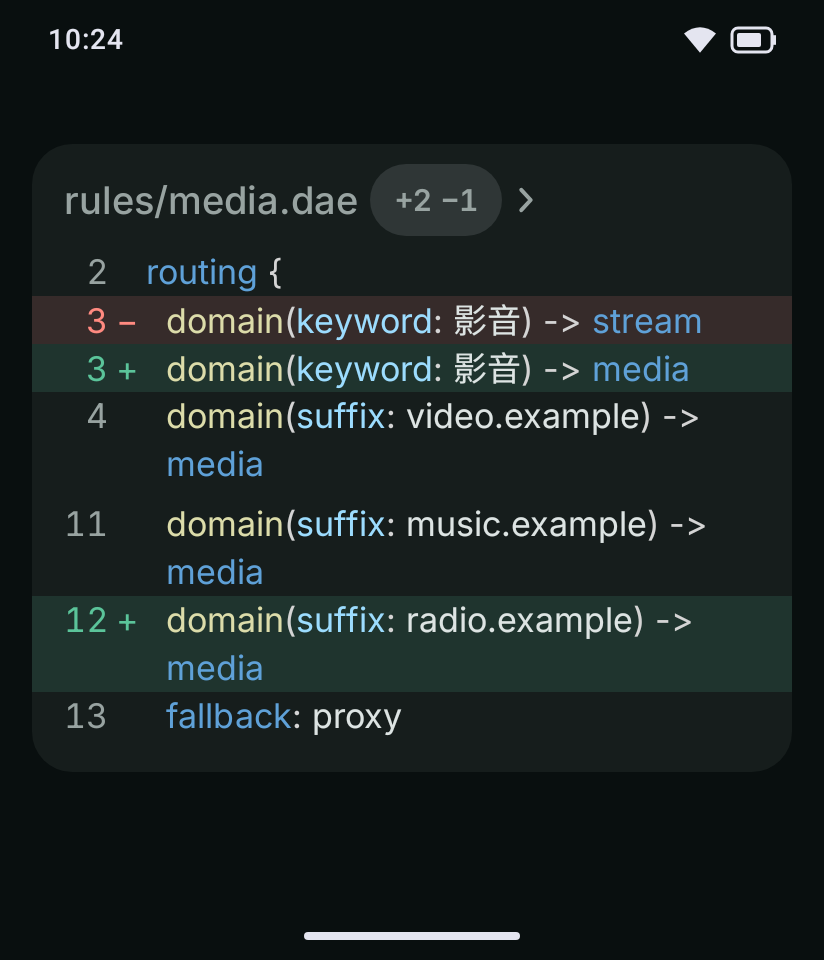 10:24
rules/media.dae +2 −1
2 routing {
3 − domain(keyword: 影音) -> stream
3 + domain(keyword: 影音) -> media
4 domain(suffix: video.example) ->
media
11 domain(suffix: music.example) ->
media
12 + domain(suffix: radio.example) ->
media
13 fallback: proxy